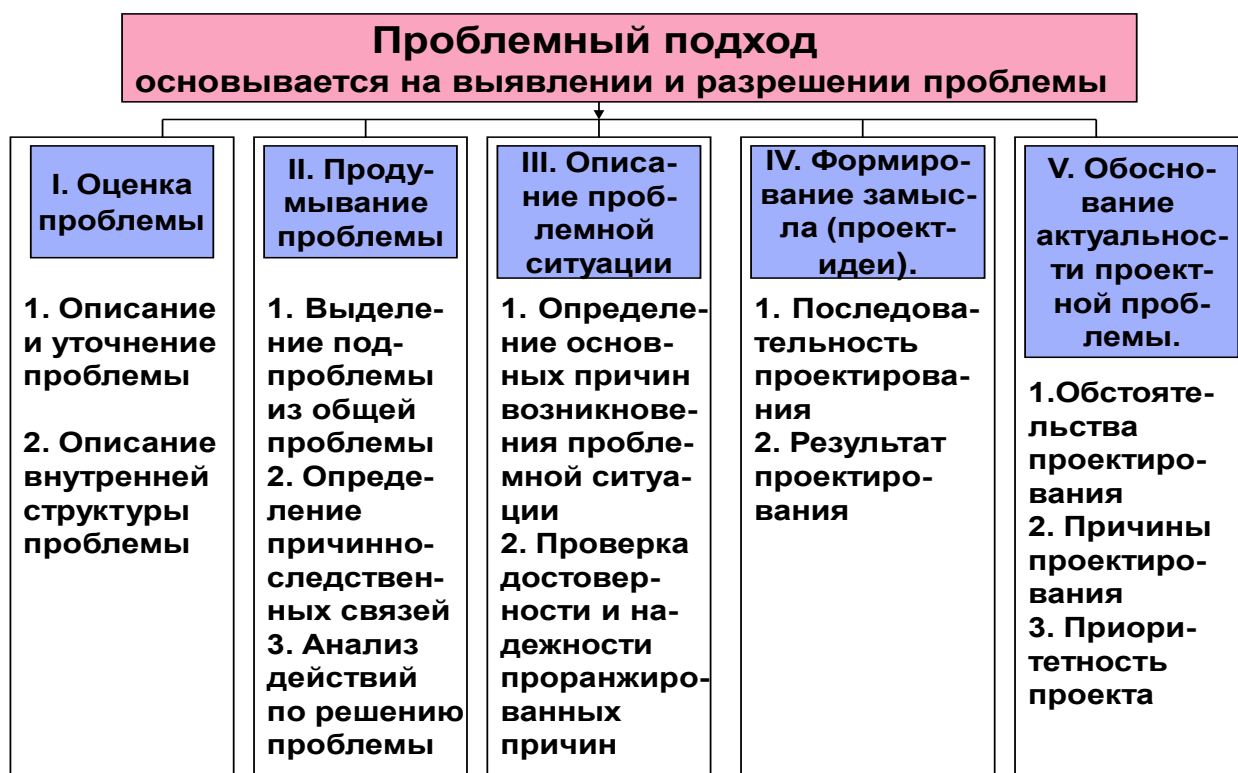 Проблемный подход
основывается на выявлении и разрешении проблемы
I. Оценка
проблемы
1. Описание
и уточнение
проблемы
2. Описание
внутренней
структуры
проблемы
II. Проду-
мывание
проблемы
1. Выделе-
ние под-
проблемы
из общей
проблемы
2. Опреде-
ление
причинно-
следствен-
ных связей
3. Анализ
действий
по решению
проблемы
III. Описа-
ние проб-
лемной
ситуации
1. Определе-
ние основ-
ных причин
возникнове-
ния проблем-
ной ситуа-
ции
2. Проверка
достовер-
ности и на-
дежности
проранжиро-
ванных
причин
IV. Формиро-
вание замыс-
ла (проект-
идеи).
1. Последова-
тельность
проектирова-
ния
2. Результат
проектиро-
вания
V. Обосно-
вание
актуальнос-
ти проект-
ной проб-
лемы.
1.Обстояте-
льства
проектиро-
вания
2. Причины
проектиро-
вания
3. Приори-
тетность
проекта